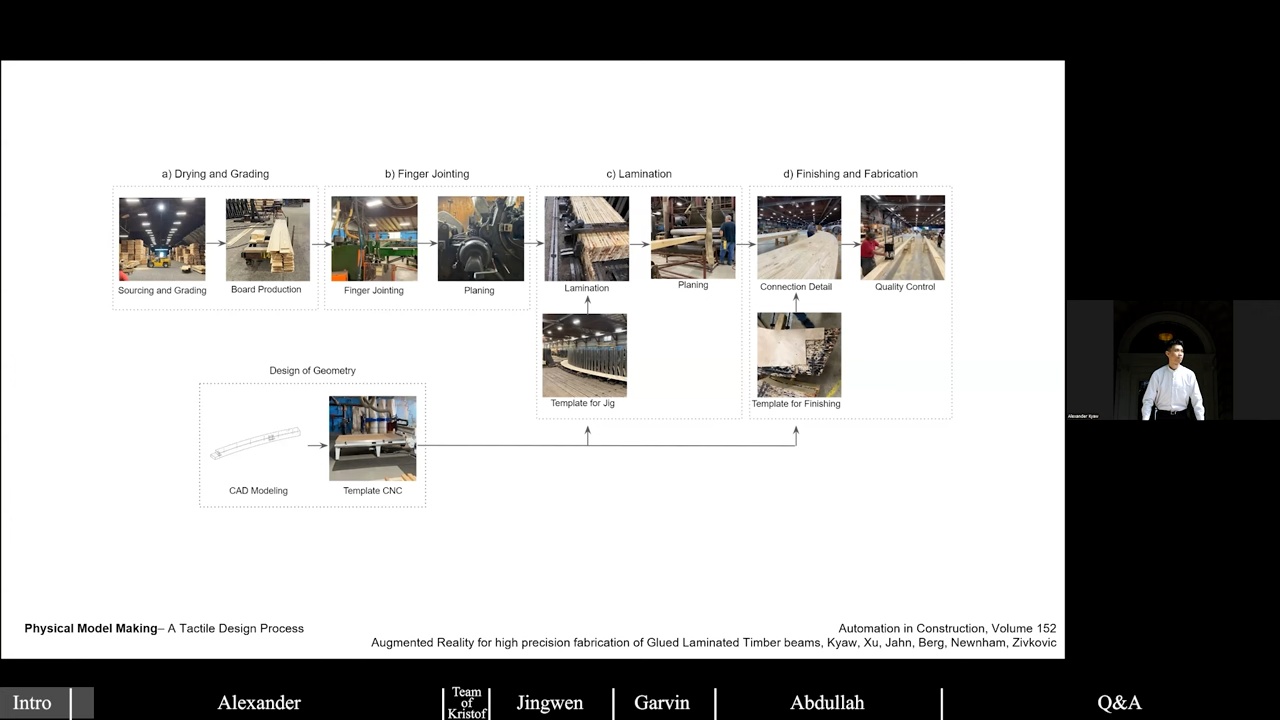 a) Drying and Grading
b) Finger Jointing
c) Lamination
d) Finishing and Fabrication
Sourcing and Grading
Board Production
Finger Jointing
Planing
Lamination
Planing
Connection Detail
Quality Control
Template for Jig
Template for Finishing
Design of Geometry
CAD Modeling
Template CNC
Alexander Kyaw
Physical Model Making– A Tactile Design Process
Automation in Construction, Volume 152
Augmented Reality for high precision fabrication of Glued Laminated Timber beams, Kyaw, Xu, Jahn, Berg, Newnham, Zivkovic
Intro
Alexander
Team
of
Kristof
Jingwen
Garvin
Abdullah
Q&A